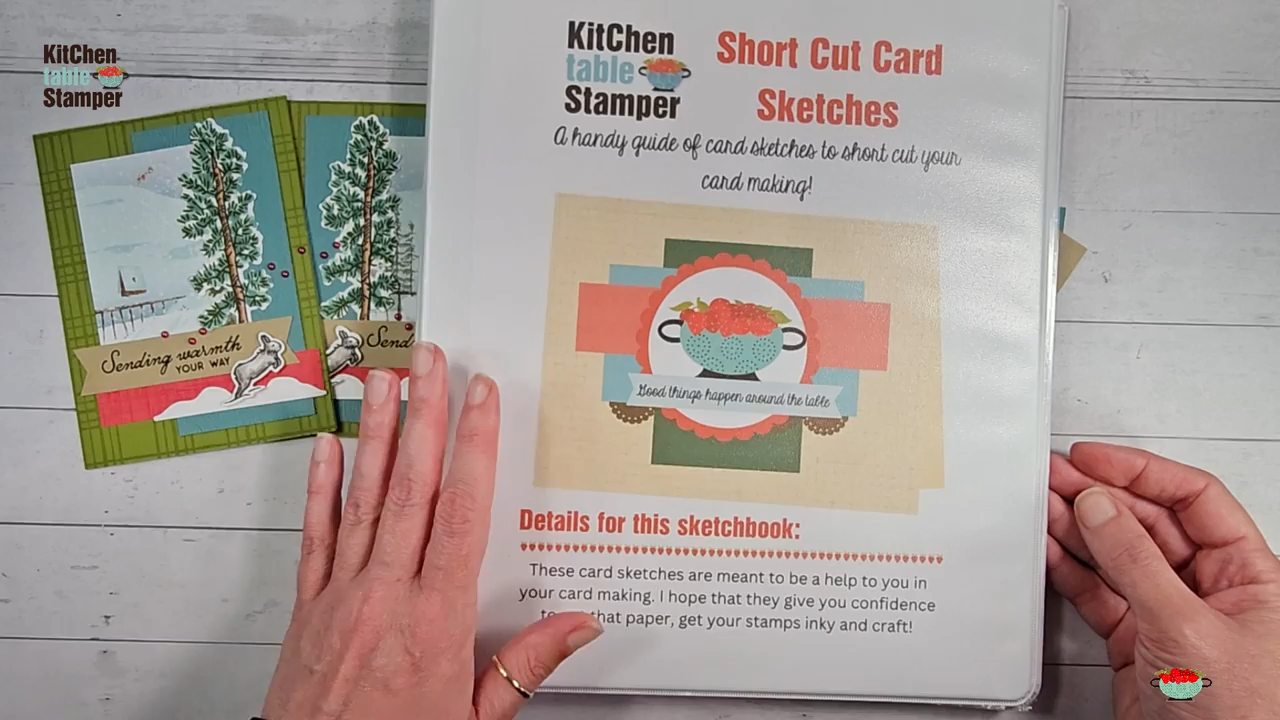 KitChen
table
Stamper
KitChen
table
Stamper
Short Cut Card
Sketches
A handy guide of card sketches to short cut your
card making!
Good things happen around the table
Details for this sketchbook:
These card sketches are meant to be a help to you in
your card making. I hope that they give you confidence
that paper, get your stamps inky and craft!
Sending warmth
YOUR WAY
Send